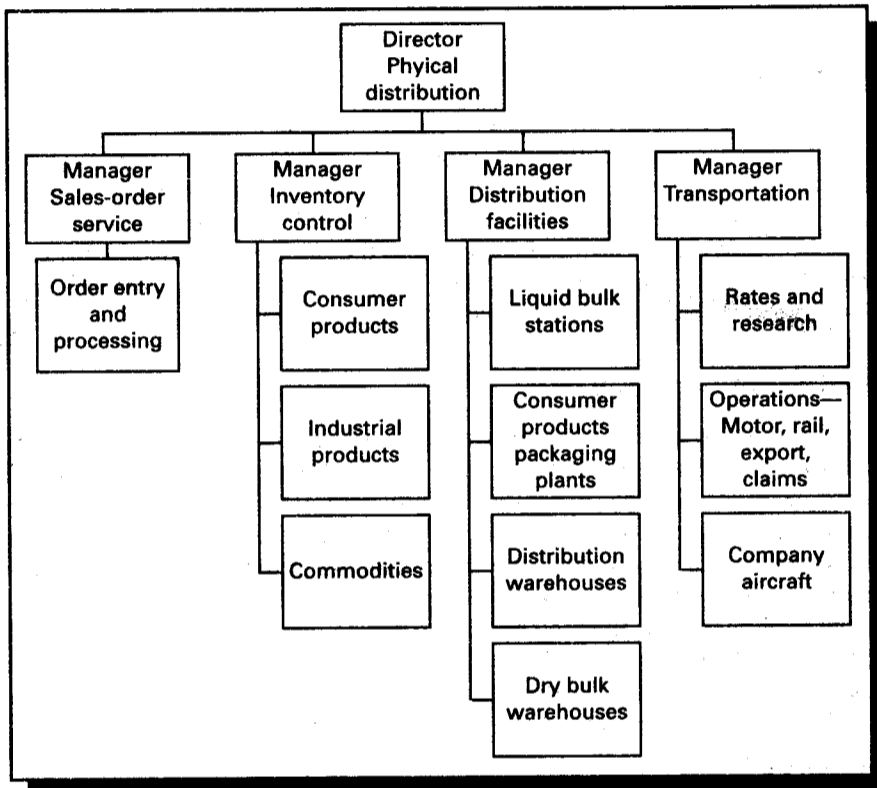 Director
Phyical
distribution
Manager
Sales-order
service
Manager
Inventory
control
Manager
Distribution
facilities
Manager
Transportation
Order entry
and
processing
Consumer
products
Industrial
products
Commodities
Liquid bulk
stations
Consumer
products
packaging
plants
Distribution
warehouses
Dry bulk
warehouses
Rates and
research
Operations—
Motor, rail,
export,
claims
Company
aircraft